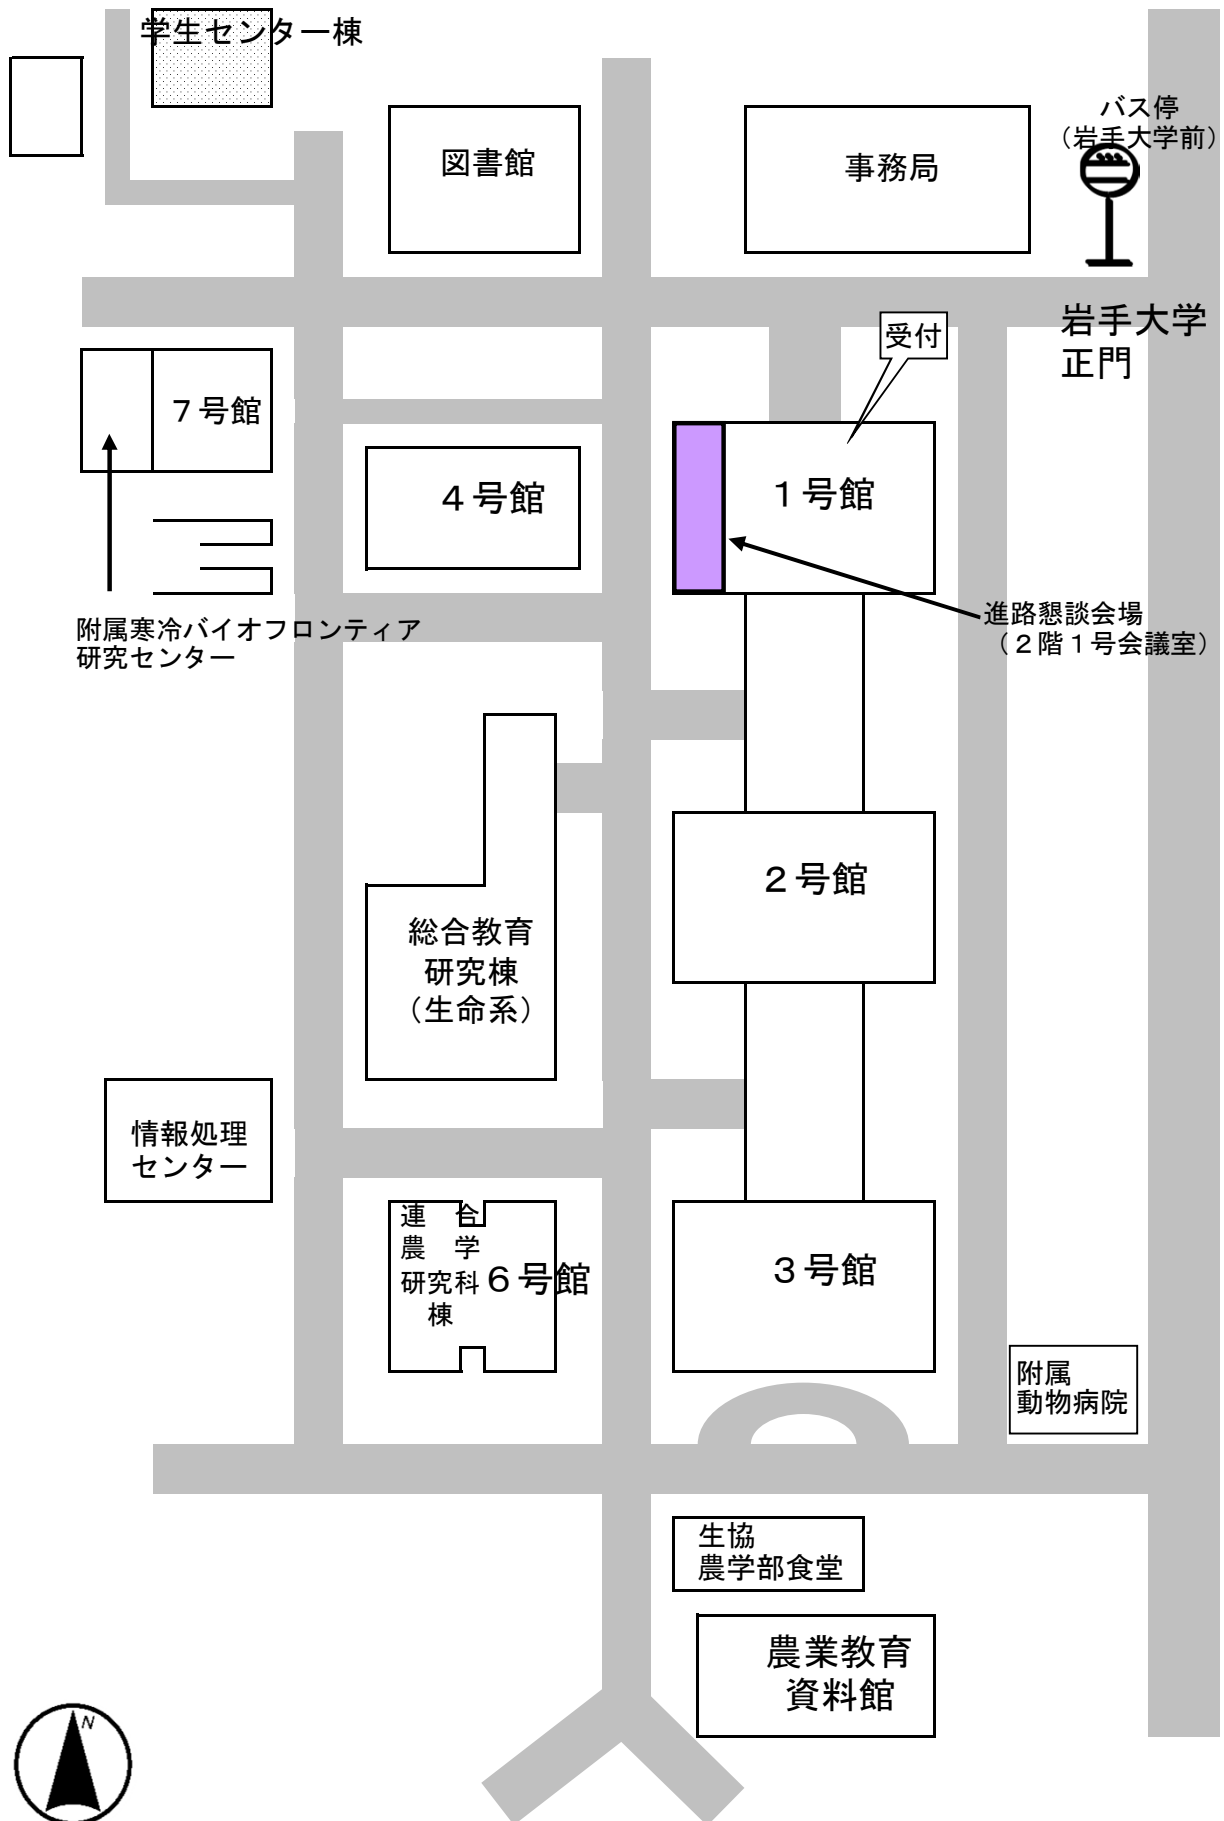 学生センター棟
バス停
（岩手大学前）
図書館
事務局
岩手大学
正門
受付
７号館
４号館
１号館
進路懇談会場
（２階１号会議室）
附属寒冷バイオフロンティア
研究センター
２号館
総合教育
研究棟
（生命系）
情報処理
センター
連　合
農　学
研究科
棟
６号館
３号館
附属
動物病院
生協
農学部食堂
農業教育
資料館
N